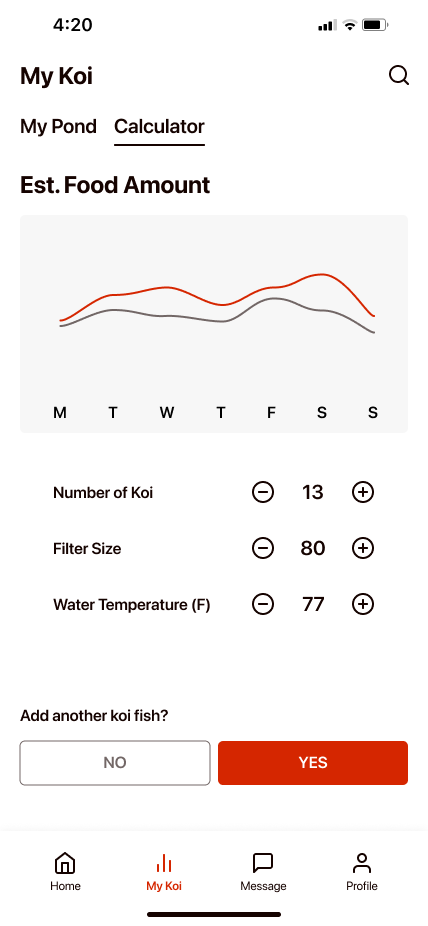 4:20
My Koi
My Pond Calculator
Est. Food Amount
M T W T F S S
Number of Koi 13
Filter Size 80
Water Temperature (F) 77
Add another koi fish?
NO YES
Home My Koi Message Profile